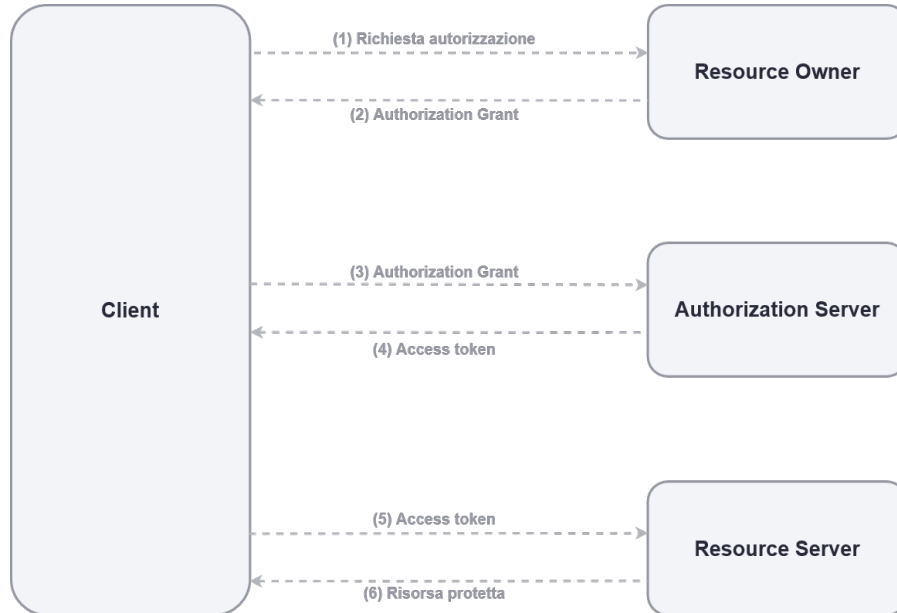 (1) Richiesta autorizzazione
Resource Owner
(2) Authorization Grant
(3) Authorization Grant
Client
Authorization Server
(4) Access token
(5) Access token
Resource Server
(6) Risorsa protetta